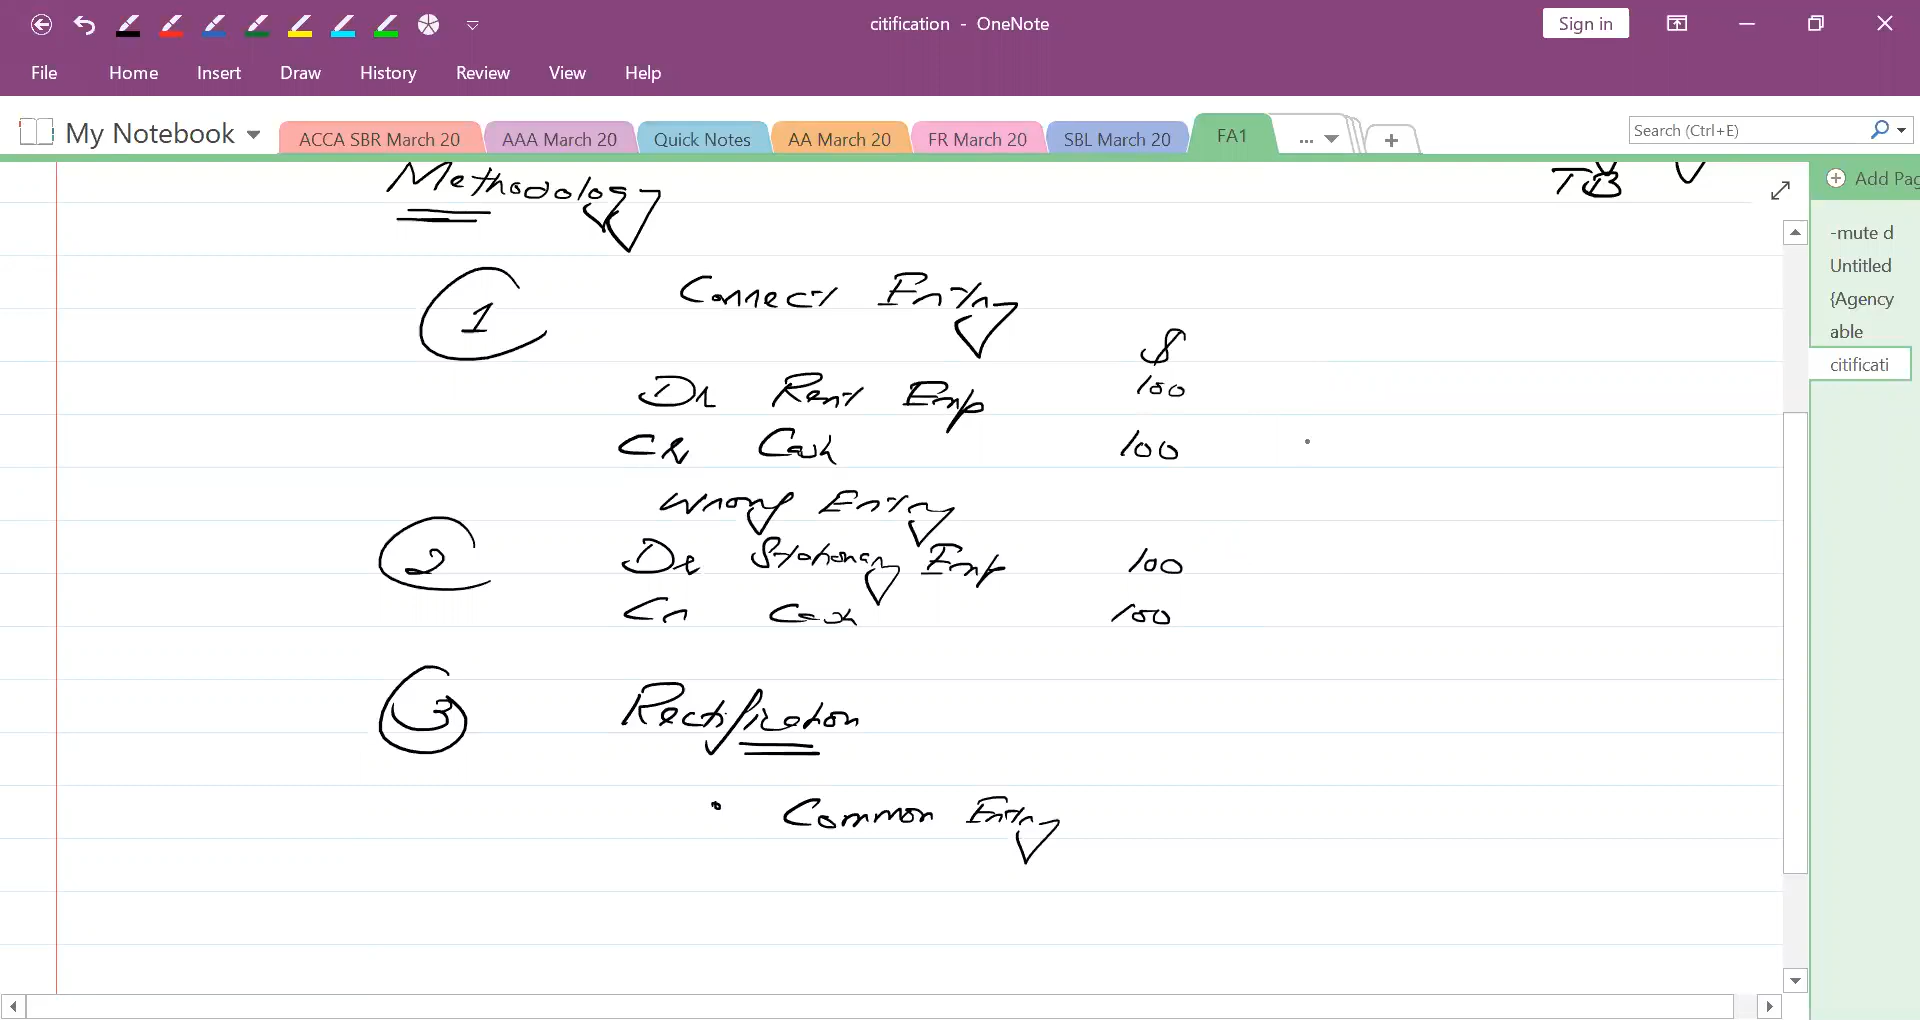 citification - OneNote
Sign in
File Home Insert Draw History Review View Help
My Notebook
ACCA SBR March 20 AAA March 20 Quick Notes AA March 20 FR March 20 SBL March 20 FA1 ...
Search (Ctrl+E)
Methodology
TB
Add Pag
-mute d
Untitled
{Agency
able
citificati
1 Correct Entry
$
Dr Rent Exp 100
Cr Cash 100
Wrong Entry
2 Dr Stationary Exp 100
Cr Cash 100
3 Rectification
• Common Entry